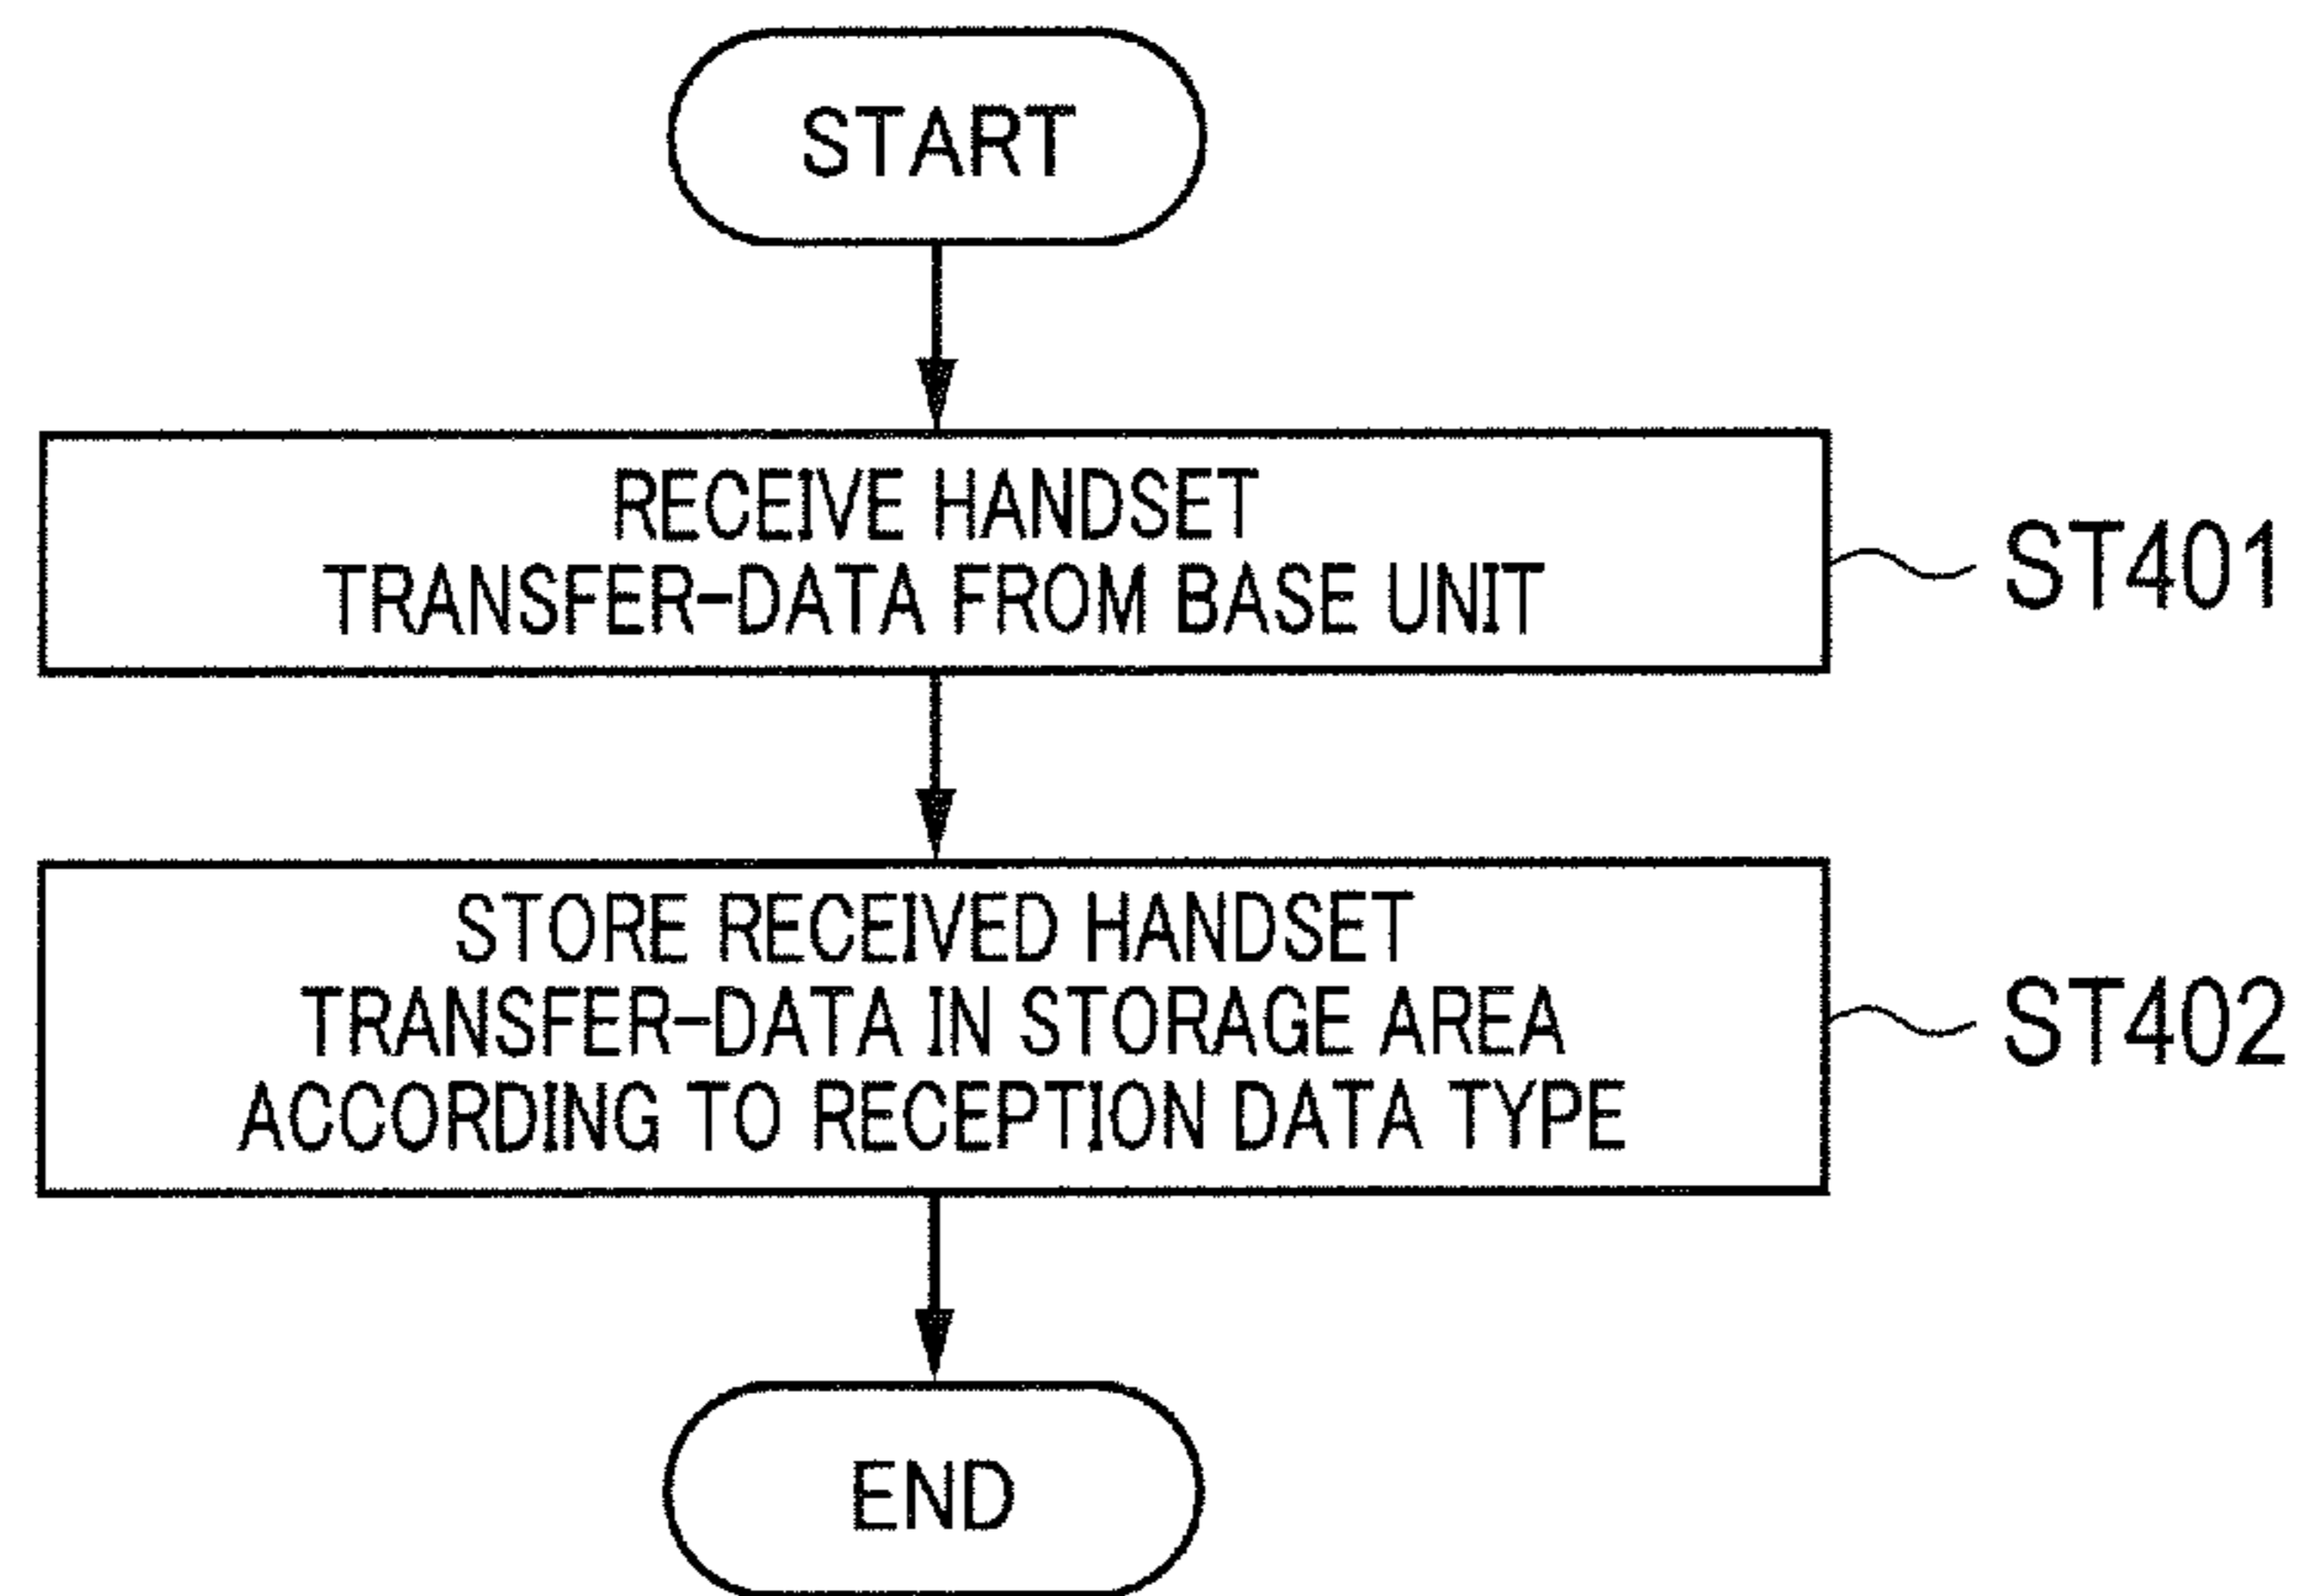 START
RECEIVE HANDSET
TRANSFER-DATA FROM BASE UNIT
ST401
STORE RECEIVED HANDSET
TRANSFER-DATA IN STORAGE AREA
ACCORDING TO RECEPTION DATA TYPE
ST402
END